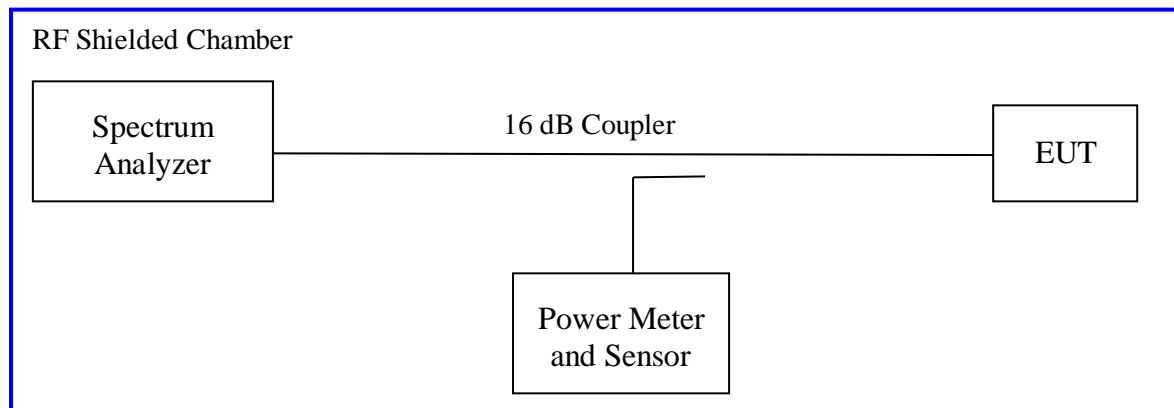 RF Shielded Chamber
Spectrum
Analyzer
16 dB Coupler
EUT
Power Meter
and Sensor